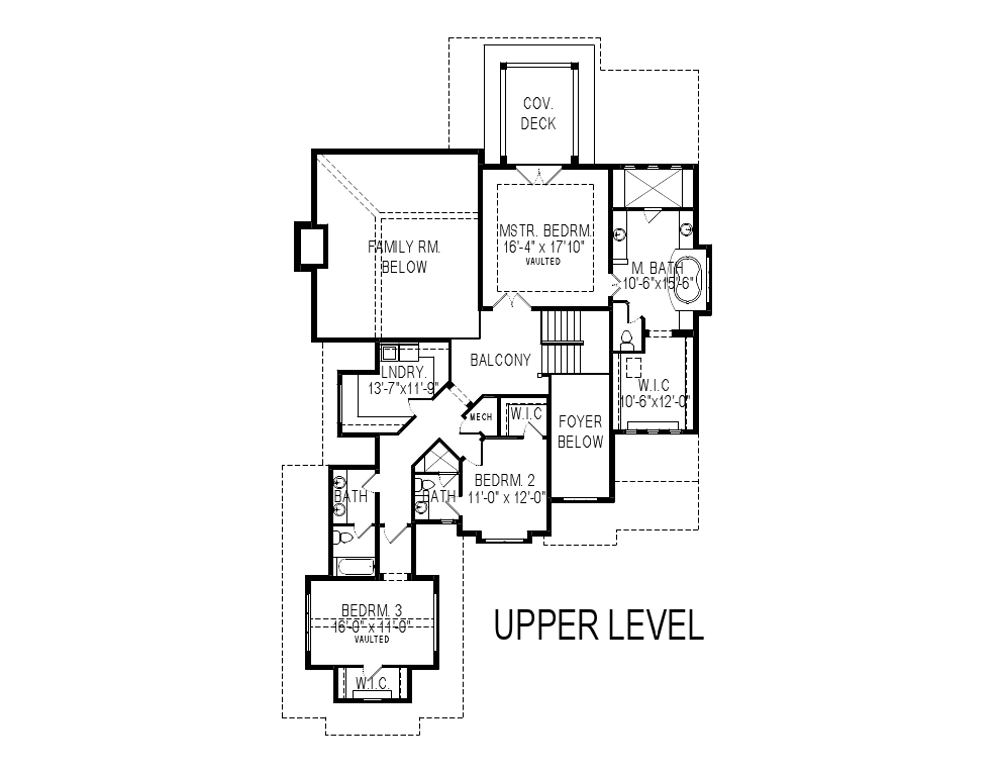 COV.
DECK
MSTR. BEDRM.
16'-4" x 17'10"
VAULTED
FAMILY RM.
BELOW
M. BATH
10'-6"x15'-6"
BALCONY
LNDRY.
13'-7"x11'-9"
W.I.C
10'-6"x12'-0"
MECH
W.I.C
FOYER
BELOW
BEDRM. 2
11'-0" x 12'-0"
BATH
BATH
BEDRM. 3
16'-0" x 11'-0"
VAULTED
W.I.C.
UPPER LEVEL